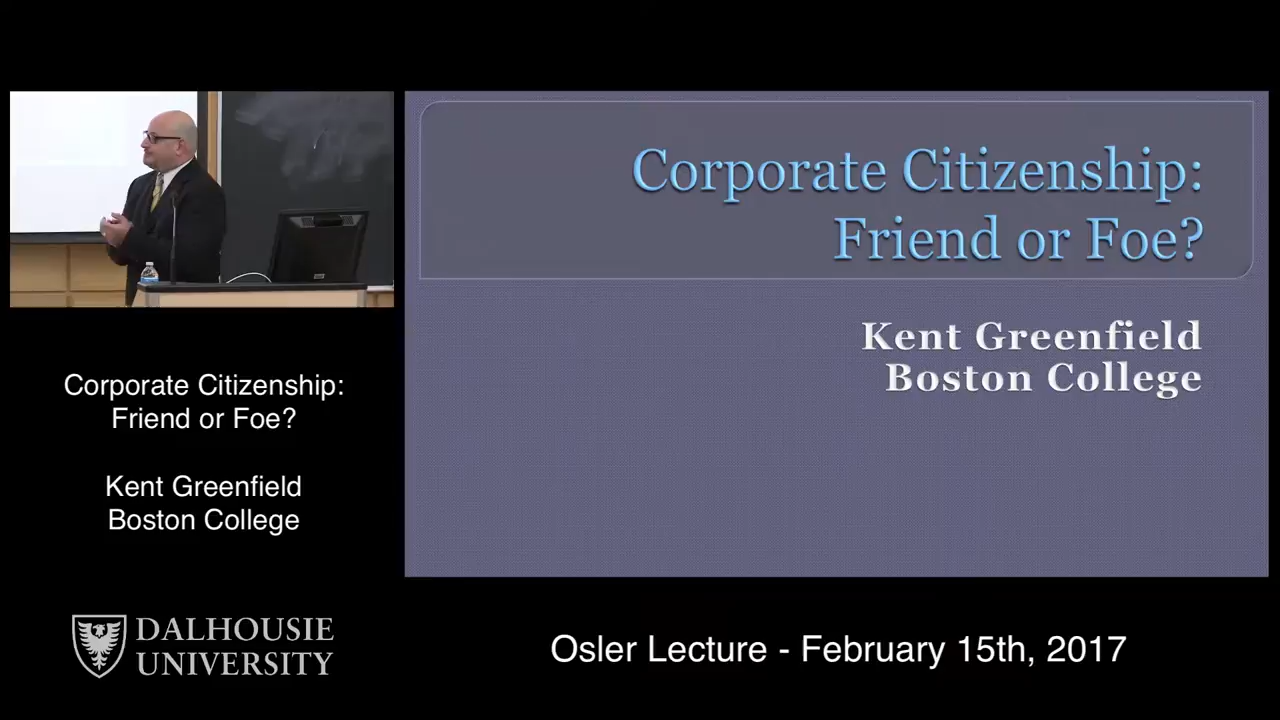 Corporate Citizenship:
Friend or Foe?
Kent Greenfield
Boston College
Corporate Citizenship:
Friend or Foe?
Kent Greenfield
Boston College
DALHOUSIE
UNIVERSITY
Osler Lecture - February 15th, 2017